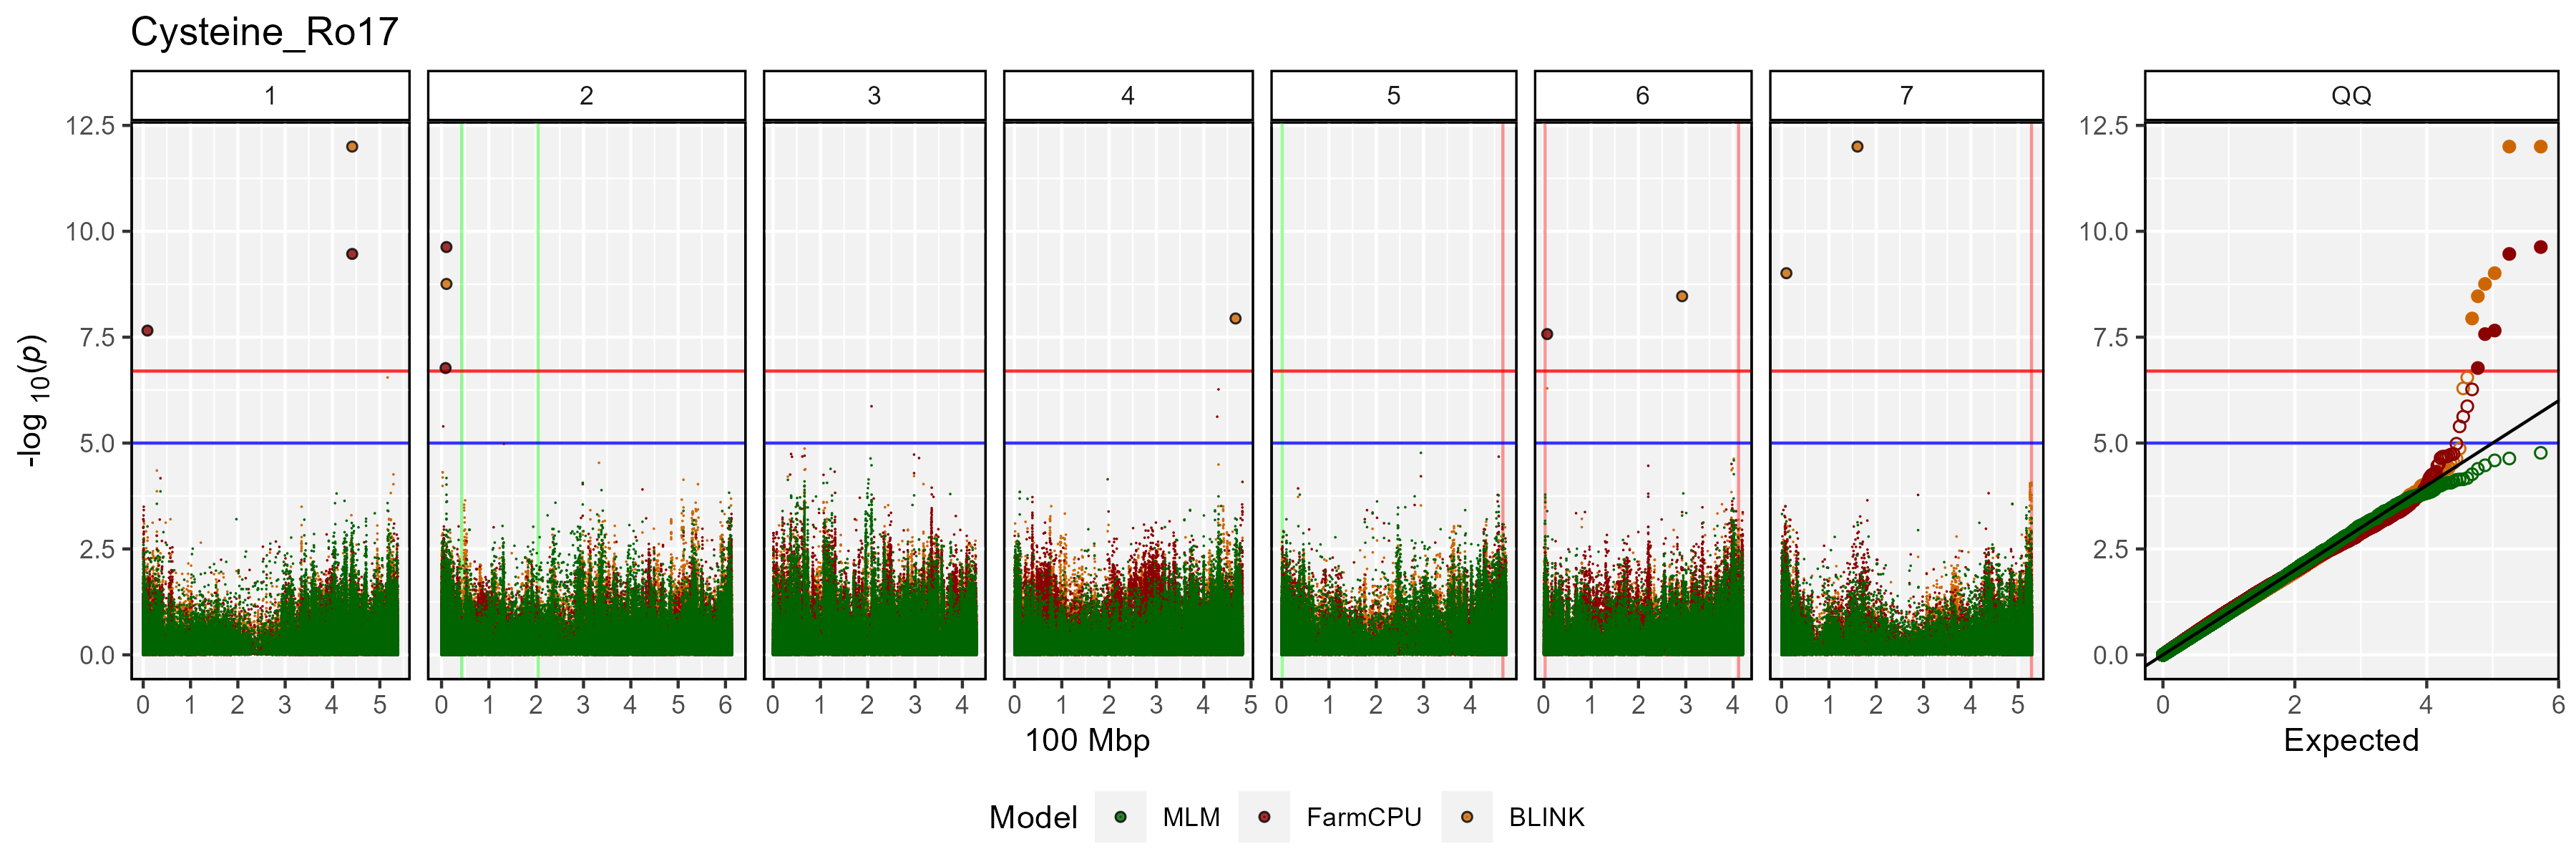 Cysteine_Ro17
1 2 3 4 5 6 7 QQ
12.5 12.5
10.0 10.0
7.5 7.5
5.0 5.0
2.5 2.5
0.0 0.0
-log 10(p)
0 1 2 3 4 5 0 1 2 3 4 5 6 0 1 2 3 4 0 1 2 3 4 5 0 1 2 3 4 0 1 2 3 4 0 1 2 3 4 5 0 2 4 6
100 Mbp Expected
Model MLM FarmCPU BLINK